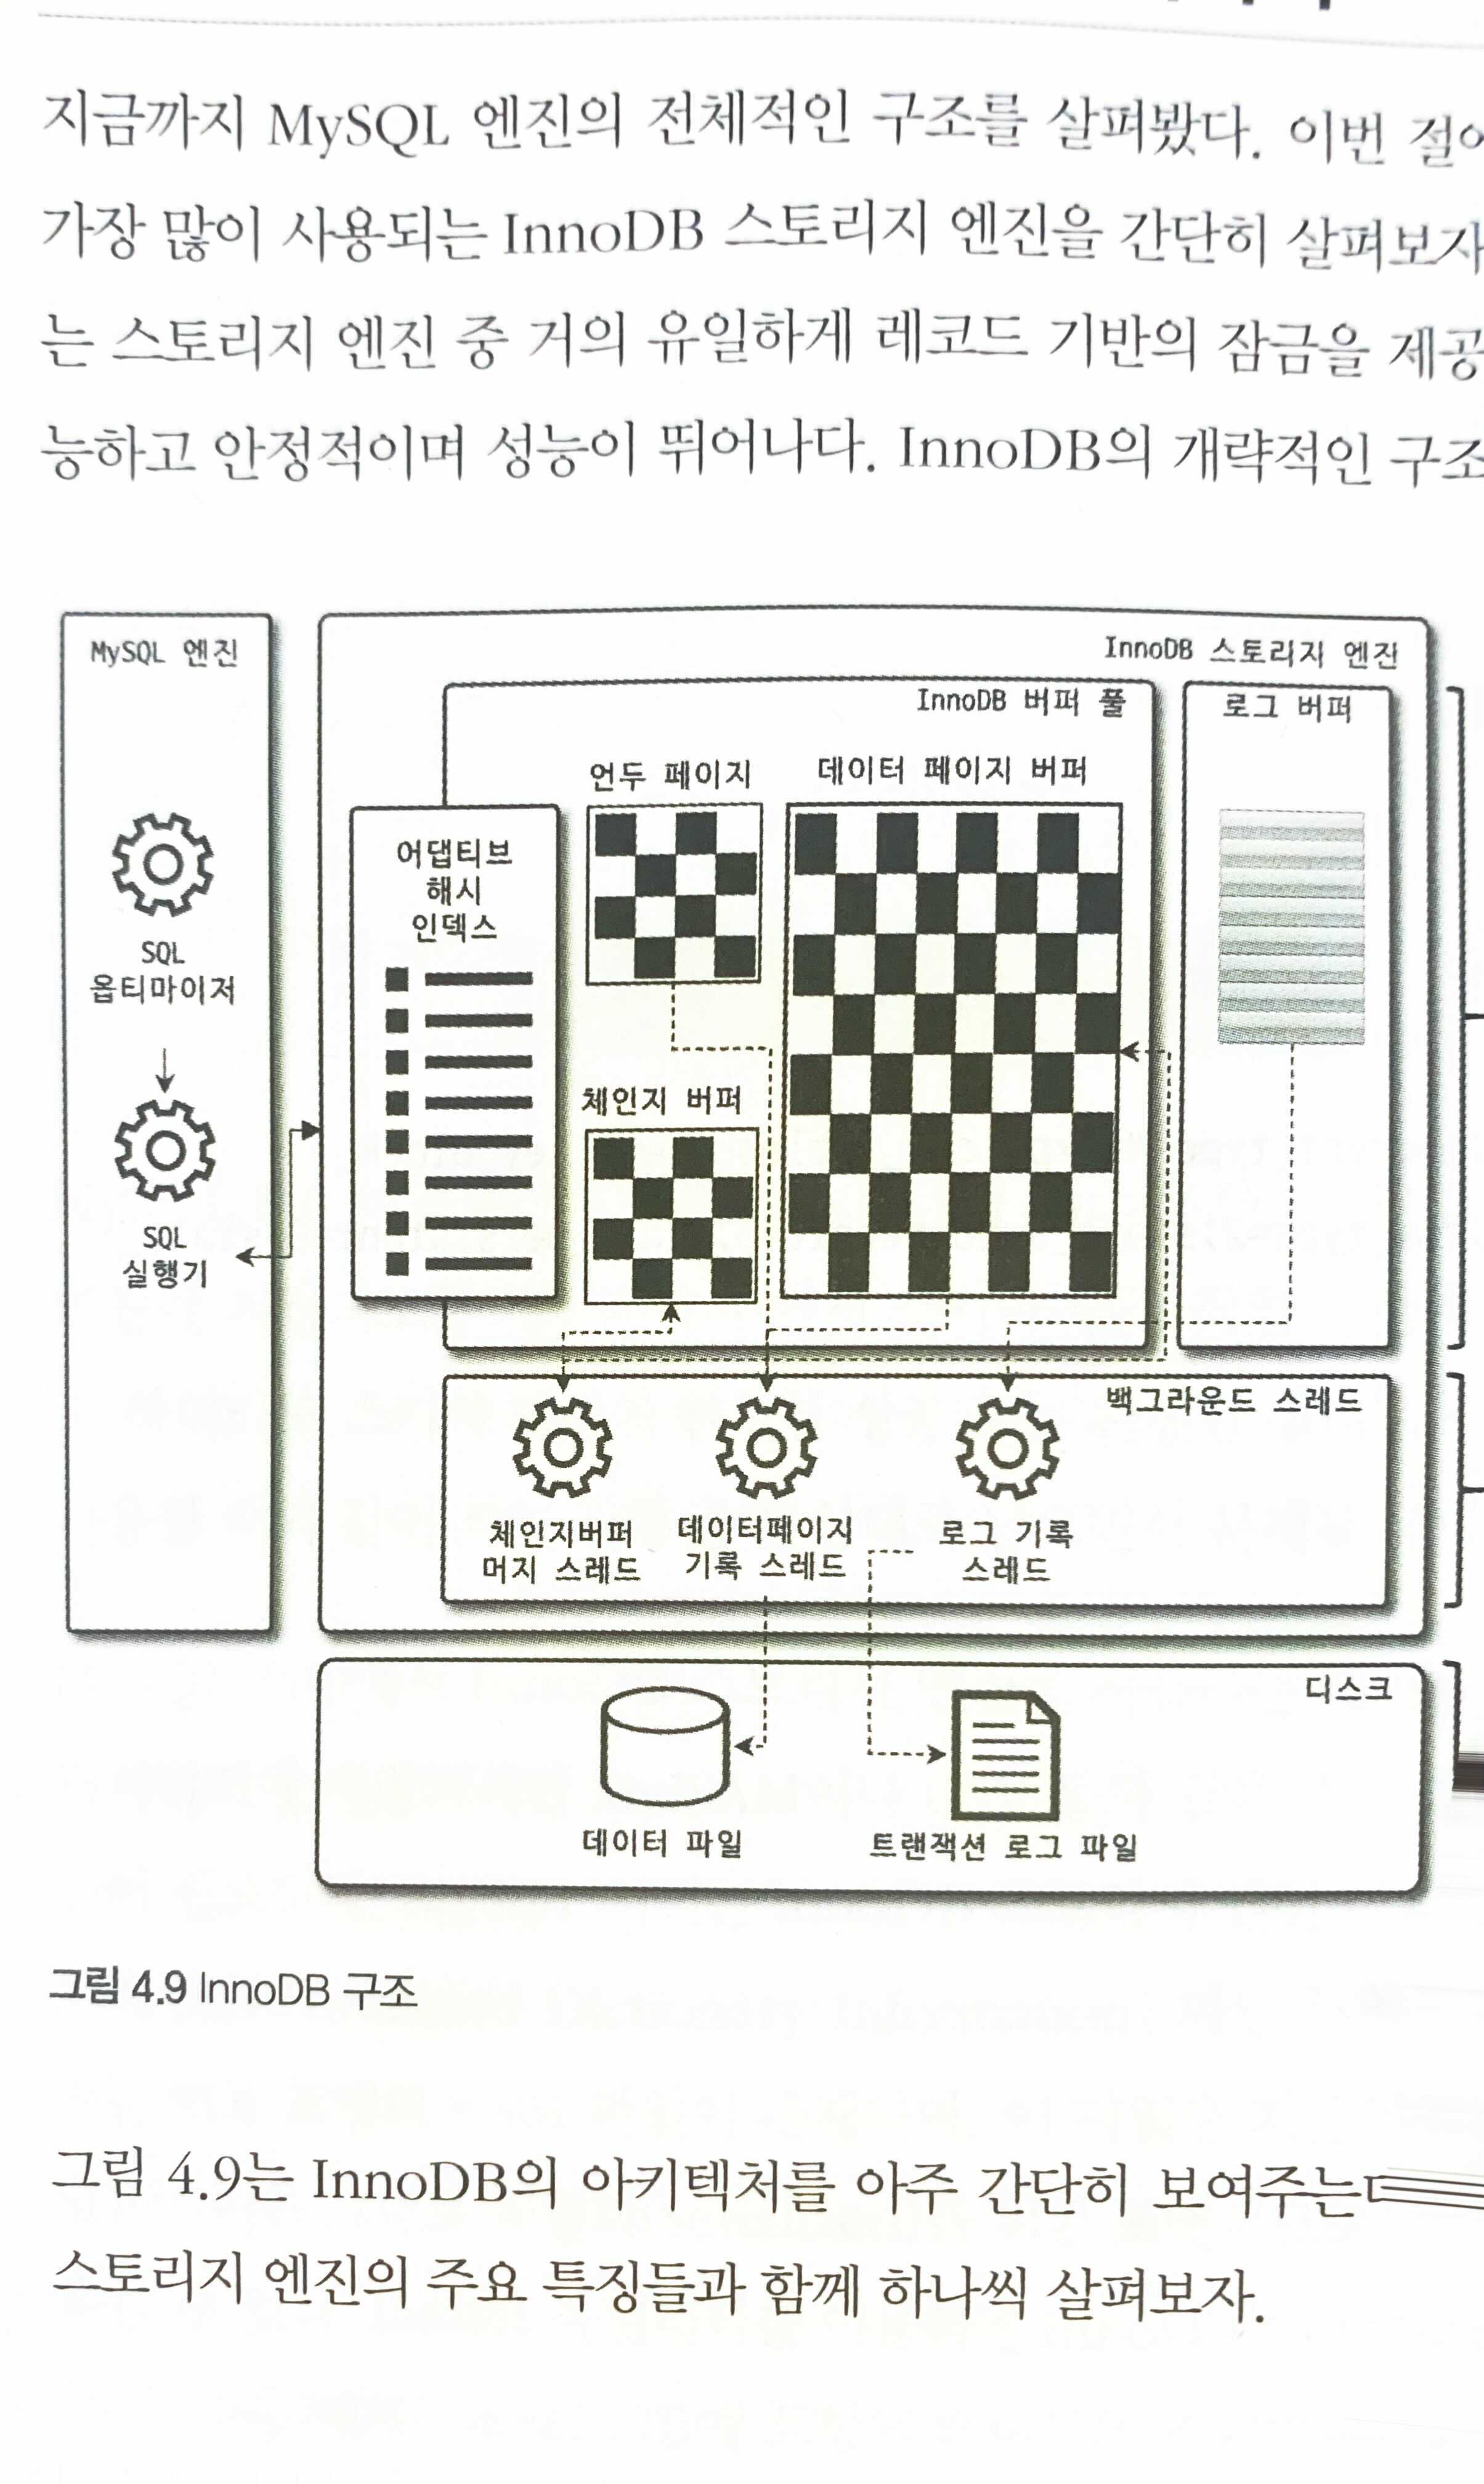 지금까지 MySQL 엔진의 전체적인 구조를 살펴봤다. 이번
가장 많이 사용되는 InnoDB 스토리지 엔진을 간단히 살펴보자
는 스토리지 엔진 중 거의 유일하게 레코드 기반의 잠금을 제공
능하고 안정적이며 성능이 뛰어나다. InnoDB의 개략적인 구조
MySQL 엔진
SQL
옵티마이저
SQL
실행기
InnoDB 스토리지 엔진
InnoDB 버퍼 풀
로그 버퍼
언두 페이지
데이터 페이지 버퍼
어댑티브
해시
인덱스
체인지 버퍼
백그라운드 스레드
체인지버퍼
머지 스레드
데이터페이지
기록 스레드
로그 기록
스레드
디스크
데이터 파일
트랜잭션 로그 파일
그림 4.9 InnoDB 구조
그림 4.9는 InnoDB의 아키텍처를 아주 간단히 보여주는
스토리지 엔진의 주요 특징들과 함께 하나씩 살펴보자.